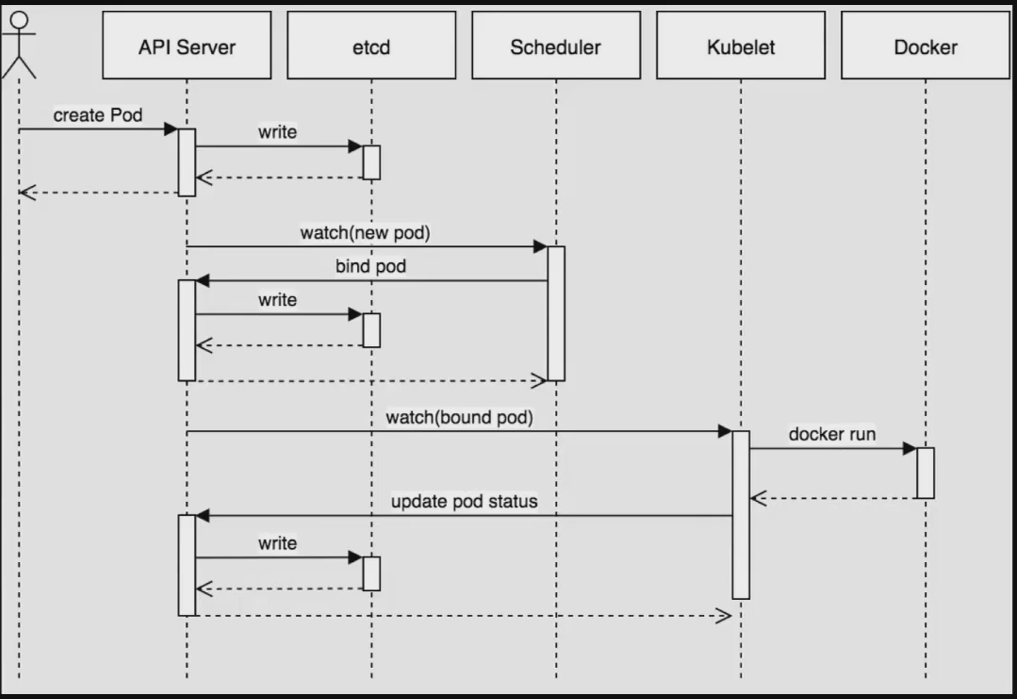 API Server
etcd
Scheduler
Kubelet
Docker
create Pod
write
watch(new pod)
bind pod
write
watch(bound pod)
docker run
update pod status
write